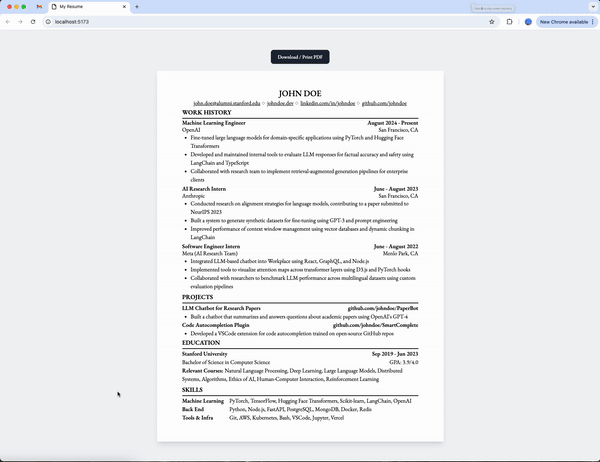 My Resume
localhost:5173
New Chrome available
Download / Print PDF
JOHN DOE
john.doe@alumni.stanford.edu ◇ johndoe.dev ◇ linkedin.com/in/johndoe ◇ github.com/johndoe
WORK HISTORY
Machine Learning Engineer August 2024 - Present
OpenAI San Francisco, CA
• Fine-tuned large language models for domain-specific applications using PyTorch and Hugging Face
Transformers
• Developed and maintained internal tools to evaluate LLM responses for factual accuracy and safety using
LangChain and TypeScript
• Collaborated with research team to implement retrieval-augmented generation pipelines for enterprise
clients
AI Research Intern June - August 2023
Anthropic San Francisco, CA
• Conducted research on alignment strategies for language models, contributing to a paper submitted to
NeurIPS 2023
• Built a system to generate synthetic datasets for fine-tuning using GPT-3 and prompt engineering
• Improved performance of context window management using vector databases and dynamic chunking in
LangChain
Software Engineer Intern June - August 2022
Meta (AI Research Team) Menlo Park, CA
• Integrated LLM-based chatbot into Workplace using React, GraphQL, and Node.js
• Implemented tools to visualize attention maps across transformer layers using D3.js and PyTorch hooks
• Collaborated with researchers to benchmark LLM performance across multilingual datasets using custom
evaluation pipelines
PROJECTS
LLM Chatbot for Research Papers github.com/johndoe/PaperBot
• Built a chatbot that summarizes and answers questions about academic papers using OpenAI's GPT-4
Code Autocompletion Plugin github.com/johndoe/SmartComplete
• Developed a VSCode extension for code autocompletion trained on open-source GitHub repos
EDUCATION
Stanford University Sep 2019 - Jun 2023
Bachelor of Science in Computer Science GPA: 3.9/4.0
Relevant Courses: Natural Language Processing, Deep Learning, Large Language Models, Distributed
Systems, Algorithms, Ethics of AI, Human-Computer Interaction, Reinforcement Learning
SKILLS
Machine Learning PyTorch, TensorFlow, Hugging Face Transformers, Scikit-learn, LangChain, OpenAI
Back End Python, Node.js, FastAPI, PostgreSQL, MongoDB, Docker, Redis
Tools & Infra Git, AWS, Kubernetes, Bash, VSCode, Jupyter, Vercel